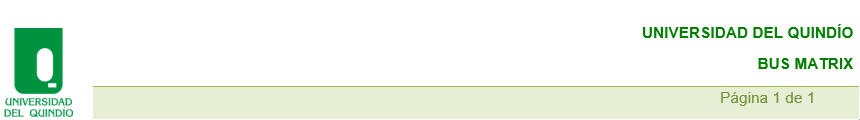 UNIVERSIDAD DEL QUINDÍO
BUS MATRIX
Página 1 de 1
UNIVERSIDAD
DEL QUINDÍO